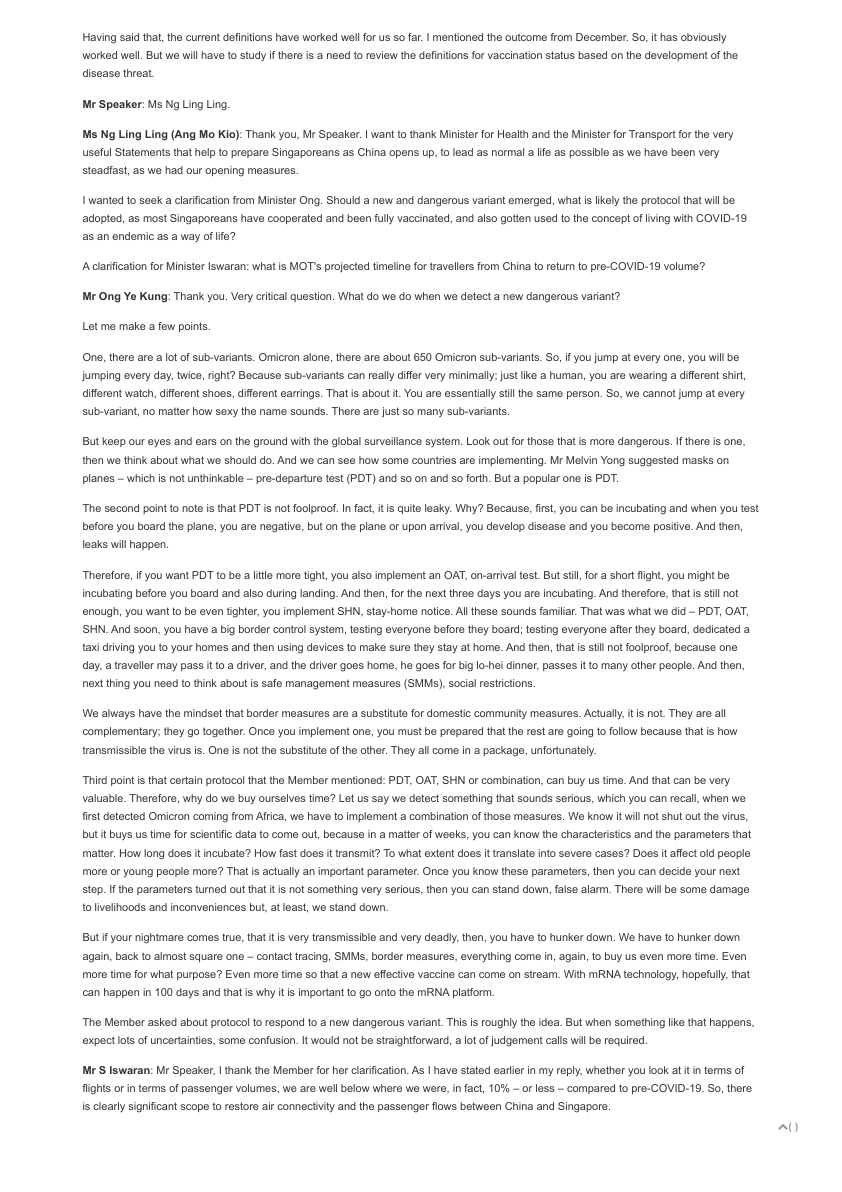 Having said that, the current definitions have worked well for us so far. I mentioned the outcome from December. So, it has obviously
worked well. But we will have to study if there is a need to review the definitions for vaccination status based on the development of the
disease threat.
Mr Speaker: Ms Ng Ling Ling.
Ms Ng Ling Ling (Ang Mo Kio): Thank you, Mr Speaker. I want to thank Minister for Health and the Minister for Transport for the very
useful Statements that help to prepare Singaporeans as China opens up, to lead as normal a life as possible as we have been very
steadfast, as we had our opening measures.
I wanted to seek a clarification from Minister Ong. Should a new and dangerous variant emerged, what is likely the protocol that will be
adopted, as most Singaporeans have cooperated and been fully vaccinated, and also gotten used to the concept of living with COVID-19
as an endemic as a way of life?
A clarification for Minister Iswaran: what is MOT's projected timeline for travellers from China to return to pre-COVID-19 volume?
Mr Ong Ye Kung: Thank you. Very critical question. What do we do when we detect a new dangerous variant?
Let me make a few points.
One, there are a lot of sub-variants. Omicron alone, there are about 650 Omicron sub-variants. So, if you jump at every one, you will be
jumping every day, twice, right? Because sub-variants can really differ very minimally; just like a human, you are wearing a different shirt,
different watch, different shoes, different earrings. That is about it. You are essentially still the same person. So, we cannot jump at every
sub-variant, no matter how sexy the name sounds. There are just so many sub-variants.
But keep our eyes and ears on the ground with the global surveillance system. Look out for those that is more dangerous. If there is one,
then we think about what we should do. And we can see how some countries are implementing. Mr Melvin Yong suggested masks on
planes – which is not unthinkable – pre-departure test (PDT) and so on and so forth. But a popular one is PDT.
The second point to note is that PDT is not foolproof. In fact, it is quite leaky. Why? Because, first, you can be incubating and when you test
before you board the plane, you are negative, but on the plane or upon arrival, you develop disease and you become positive. And then,
leaks will happen.
Therefore, if you want PDT to be a little more tight, you also implement an OAT, on-arrival test. But still, for a short flight, you might be
incubating before you board and also during landing. And then, for the next three days you are incubating. And therefore, that is still not
enough, you want to be even tighter, you implement SHN, stay-home notice. All these sounds familiar. That was what we did – PDT, OAT,
SHN. And soon, you have a big border control system, testing everyone before they board; testing everyone after they board, dedicated a
taxi driving you to your homes and then using devices to make sure they stay at home. And then, that is still not foolproof, because one
day, a traveller may pass it to a driver, and the driver goes home, he goes for big lo-hei dinner, passes it to many other people. And then,
next thing you need to think about is safe management measures (SMMs), social restrictions.
We always have the mindset that border measures are a substitute for domestic community measures. Actually, it is not. They are all
complementary; they go together. Once you implement one, you must be prepared that the rest are going to follow because that is how
transmissible the virus is. One is not the substitute of the other. They all come in a package, unfortunately.
Third point is that certain protocol that the Member mentioned: PDT, OAT, SHN or combination, can buy us time. And that can be very
valuable. Therefore, why do we buy ourselves time? Let us say we detect something that sounds serious, which you can recall, when we
first detected Omicron coming from Africa, we have to implement a combination of those measures. We know it will not shut out the virus,
but it buys us time for scientific data to come out, because in a matter of weeks, you can know the characteristics and the parameters that
matter. How long does it incubate? How fast does it transmit? To what extent does it translate into severe cases? Does it affect old people
more or young people more? That is actually an important parameter. Once you know these parameters, then you can decide your next
step. If the parameters turned out that it is not something very serious, then you can stand down, false alarm. There will be some damage
to livelihoods and inconveniences but, at least, we stand down.
But if your nightmare comes true, that it is very transmissible and very deadly, then, you have to hunker down. We have to hunker down
again, back to almost square one – contact tracing, SMMs, border measures, everything come in, again, to buy us even more time. Even
more time for what purpose? Even more time so that a new effective vaccine can come on stream. With mRNA technology, hopefully, that
can happen in 100 days and that is why it is important to go onto the mRNA platform.
The Member asked about protocol to respond to a new dangerous variant. This is roughly the idea. But when something like that happens,
expect lots of uncertainties, some confusion. It would not be straightforward, a lot of judgement calls will be required.
Mr S Iswaran: Mr Speaker, I thank the Member for her clarification. As I have stated earlier in my reply, whether you look at it in terms of
flights or in terms of passenger volumes, we are well below where we were, in fact, 10% – or less – compared to pre-COVID-19. So, there
is clearly significant scope to restore air connectivity and the passenger flows between China and Singapore.
( )